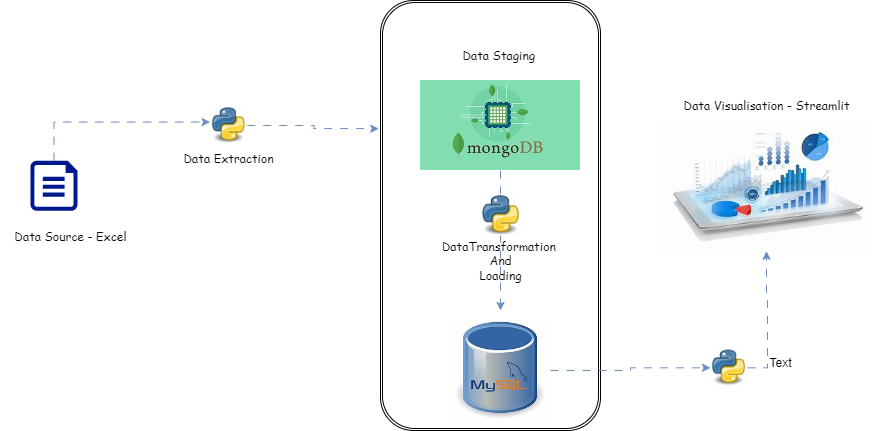 Data Staging
mongoDB
Data Visualisation - Streamlit
Data Extraction
Data Source - Excel
DataTransformation
And
Loading
MySQL
Text